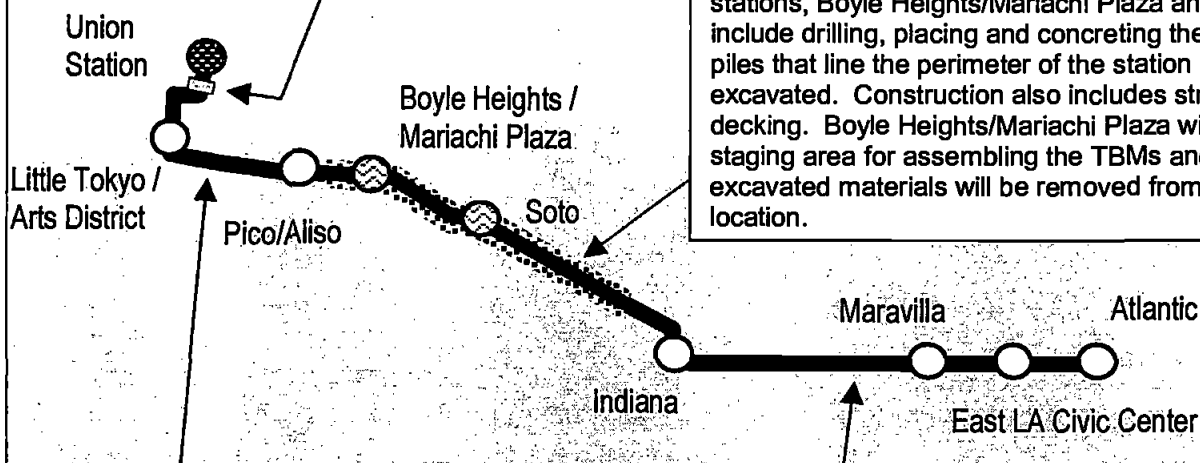 stations, Boyle Heights/Mariachi Plaza an
include drilling, placing and concreting the
piles that line the perimeter of the station
excavated. Construction also includes str
decking. Boyle Heights/Mariachi Plaza wi
staging area for assembling the TBMs an
excavated materials will be removed from
location.
Union
Station
Boyle Heights /
Mariachi Plaza
Little Tokyo /
Arts District
Pico/Aliso
Soto
Maravilla
Atlantic
Indiana
East LA Civic Center